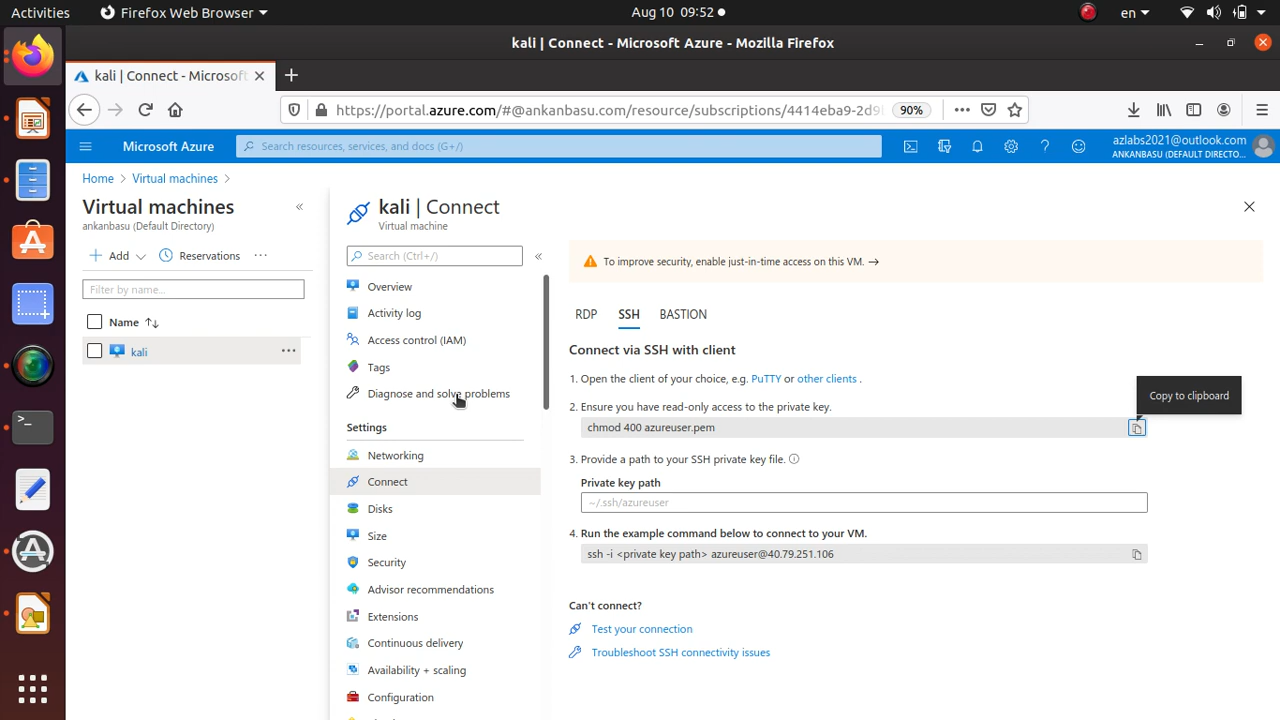 Activities
Firefox Web Browser
Aug 10 09:52
en
kali | Connect - Microsoft Azure - Mozilla Firefox
kali | Connect - Microsoft
https://portal.azure.com/#@ankanbasu.com/resource/subscriptions/4414eba9-2d9
90%
Microsoft Azure
Search resources, services, and docs (G+/)
azlabs2021@outlook.com
ANKANBASU (DEFAULT DIRECTO...
Home > Virtual machines >
Virtual machines
ankanbasu (Default Directory)
Add
Reservations
Filter by name...
Name
kali
kali | Connect
Virtual machine
Search (Ctrl+/)
Overview
Activity log
Access control (IAM)
Tags
Diagnose and solve problems
Settings
Networking
Connect
Disks
Size
Security
Advisor recommendations
Extensions
Continuous delivery
Availability + scaling
Configuration
To improve security, enable just-in-time access on this VM. →
RDP
SSH
BASTION
Connect via SSH with client
1. Open the client of your choice, e.g. PuTTY or other clients .
2. Ensure you have read-only access to the private key.
Copy to clipboard
chmod 400 azureuser.pem
3. Provide a path to your SSH private key file.
Private key path
~/.ssh/azureuser
4. Run the example command below to connect to your VM.
ssh -i <private key path> azureuser@40.79.251.106
Can't connect?
Test your connection
Troubleshoot SSH connectivity issues